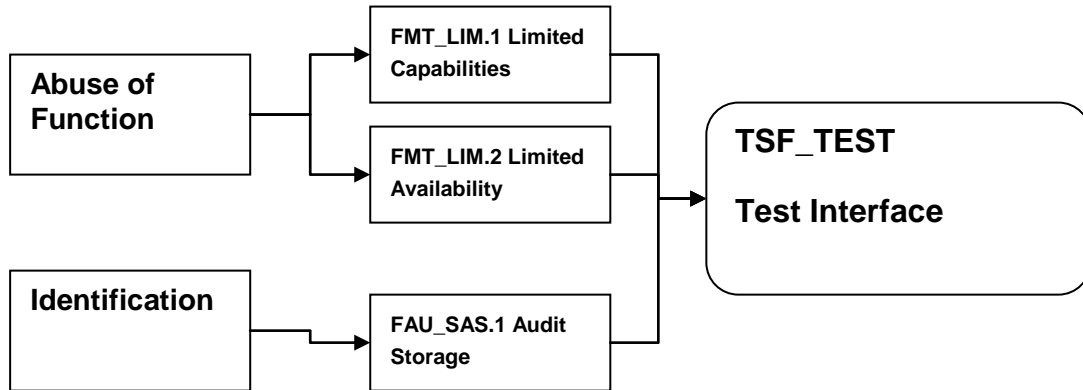 Abuse of
Function
FMT_LIM.1 Limited
Capabilities
FMT_LIM.2 Limited
Availability
Identification
FAU_SAS.1 Audit
Storage
TSF_TEST
Test Interface